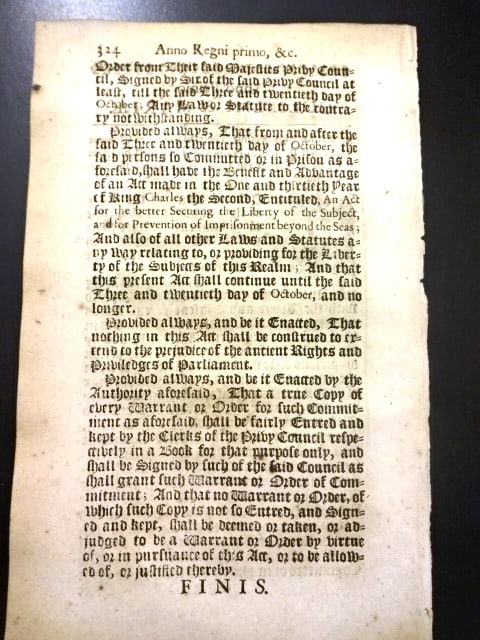 324 Anno Regni primo, &c.
Order from Their said Majesties Privy Coun-
cil, Signed by Six of the said Privy Council at
least, till the said Three and twentieth day of
October; Any Law or Statute to the contra-
ry notwithstanding.
Provided always, That from and after the
said Three and twentieth day of October, the
said persons so Committed or in Prison as a-
foresaid, shall have the Benefit and Advantage
of an Act made in the One and thirtieth Year
of King Charles the Second, Entituled, An Act
for the better Securing the Liberty of the Subject,
and for Prevention of Imprisonment beyond the Seas;
And also of all other Laws and Statutes a-
ny way relating to, or providing for the Liber-
ty of the Subjects of this Realm; And that
this present Act shall continue until the said
Three and twentieth day of October, and no
longer.
Provided always, and be it Enacted, That
nothing in this Act shall be construed to ex-
tend to the prejudice of the antient Rights and
Priviledges of Parliament.
Provided always, and be it Enacted by the
Authority aforesaid, That a true Copy of
every Warrant or Order for such Commit-
ment as aforesaid, shall be fairly Entred and
kept by the Clerks of the Privy Council respe-
ctively in a Book for that purpose only, and
shall be Signed by such of the said Council as
shall grant such Warrant or Order of Com-
mitment; And that no Warrant or Order, of
which such Copy is not so Entred, and Sign-
ed and kept, shall be deemed or taken, or ad-
judged to be a Warrant or Order by virtue
of, or in pursuance of this Act, or to be allow-
ed of, or justified thereby.
FINIS.